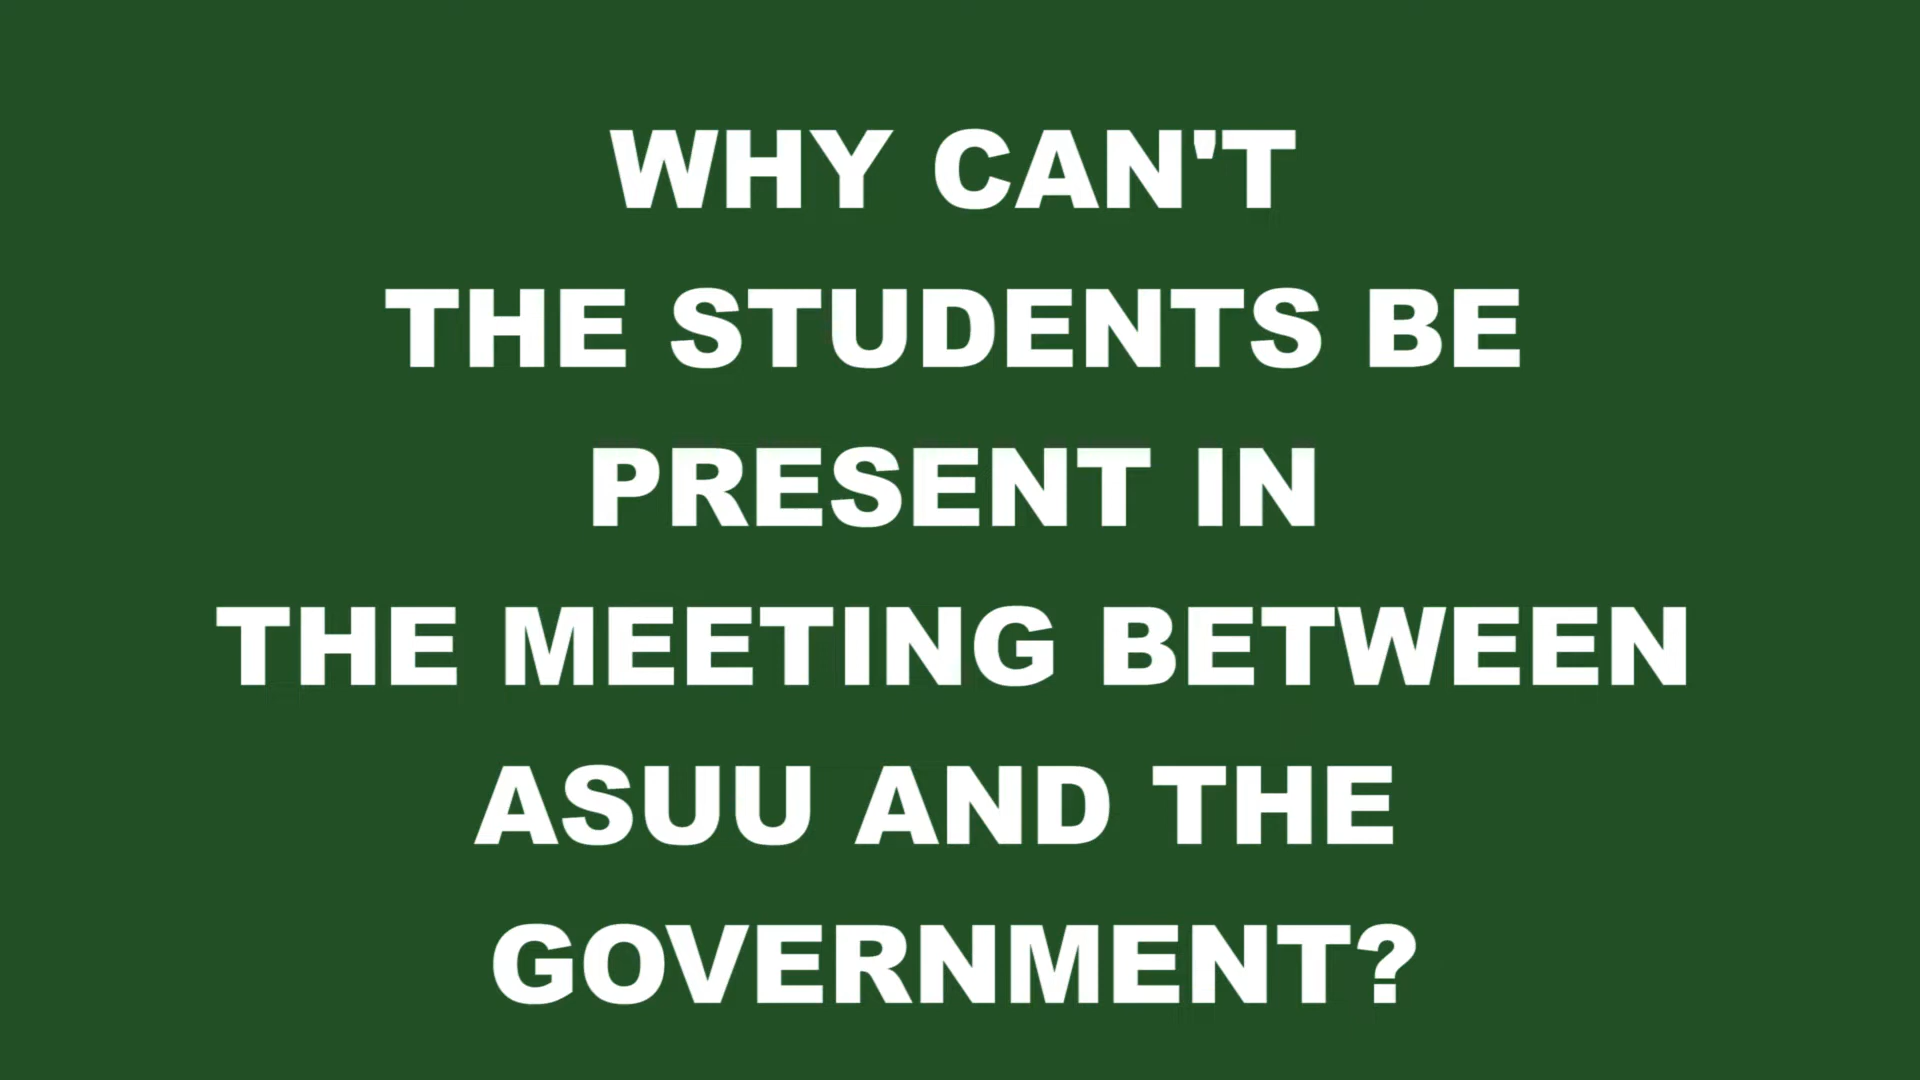 WHY CAN'T
THE STUDENTS BE
PRESENT IN
THE MEETING BETWEEN
ASUU AND THE
GOVERNMENT?